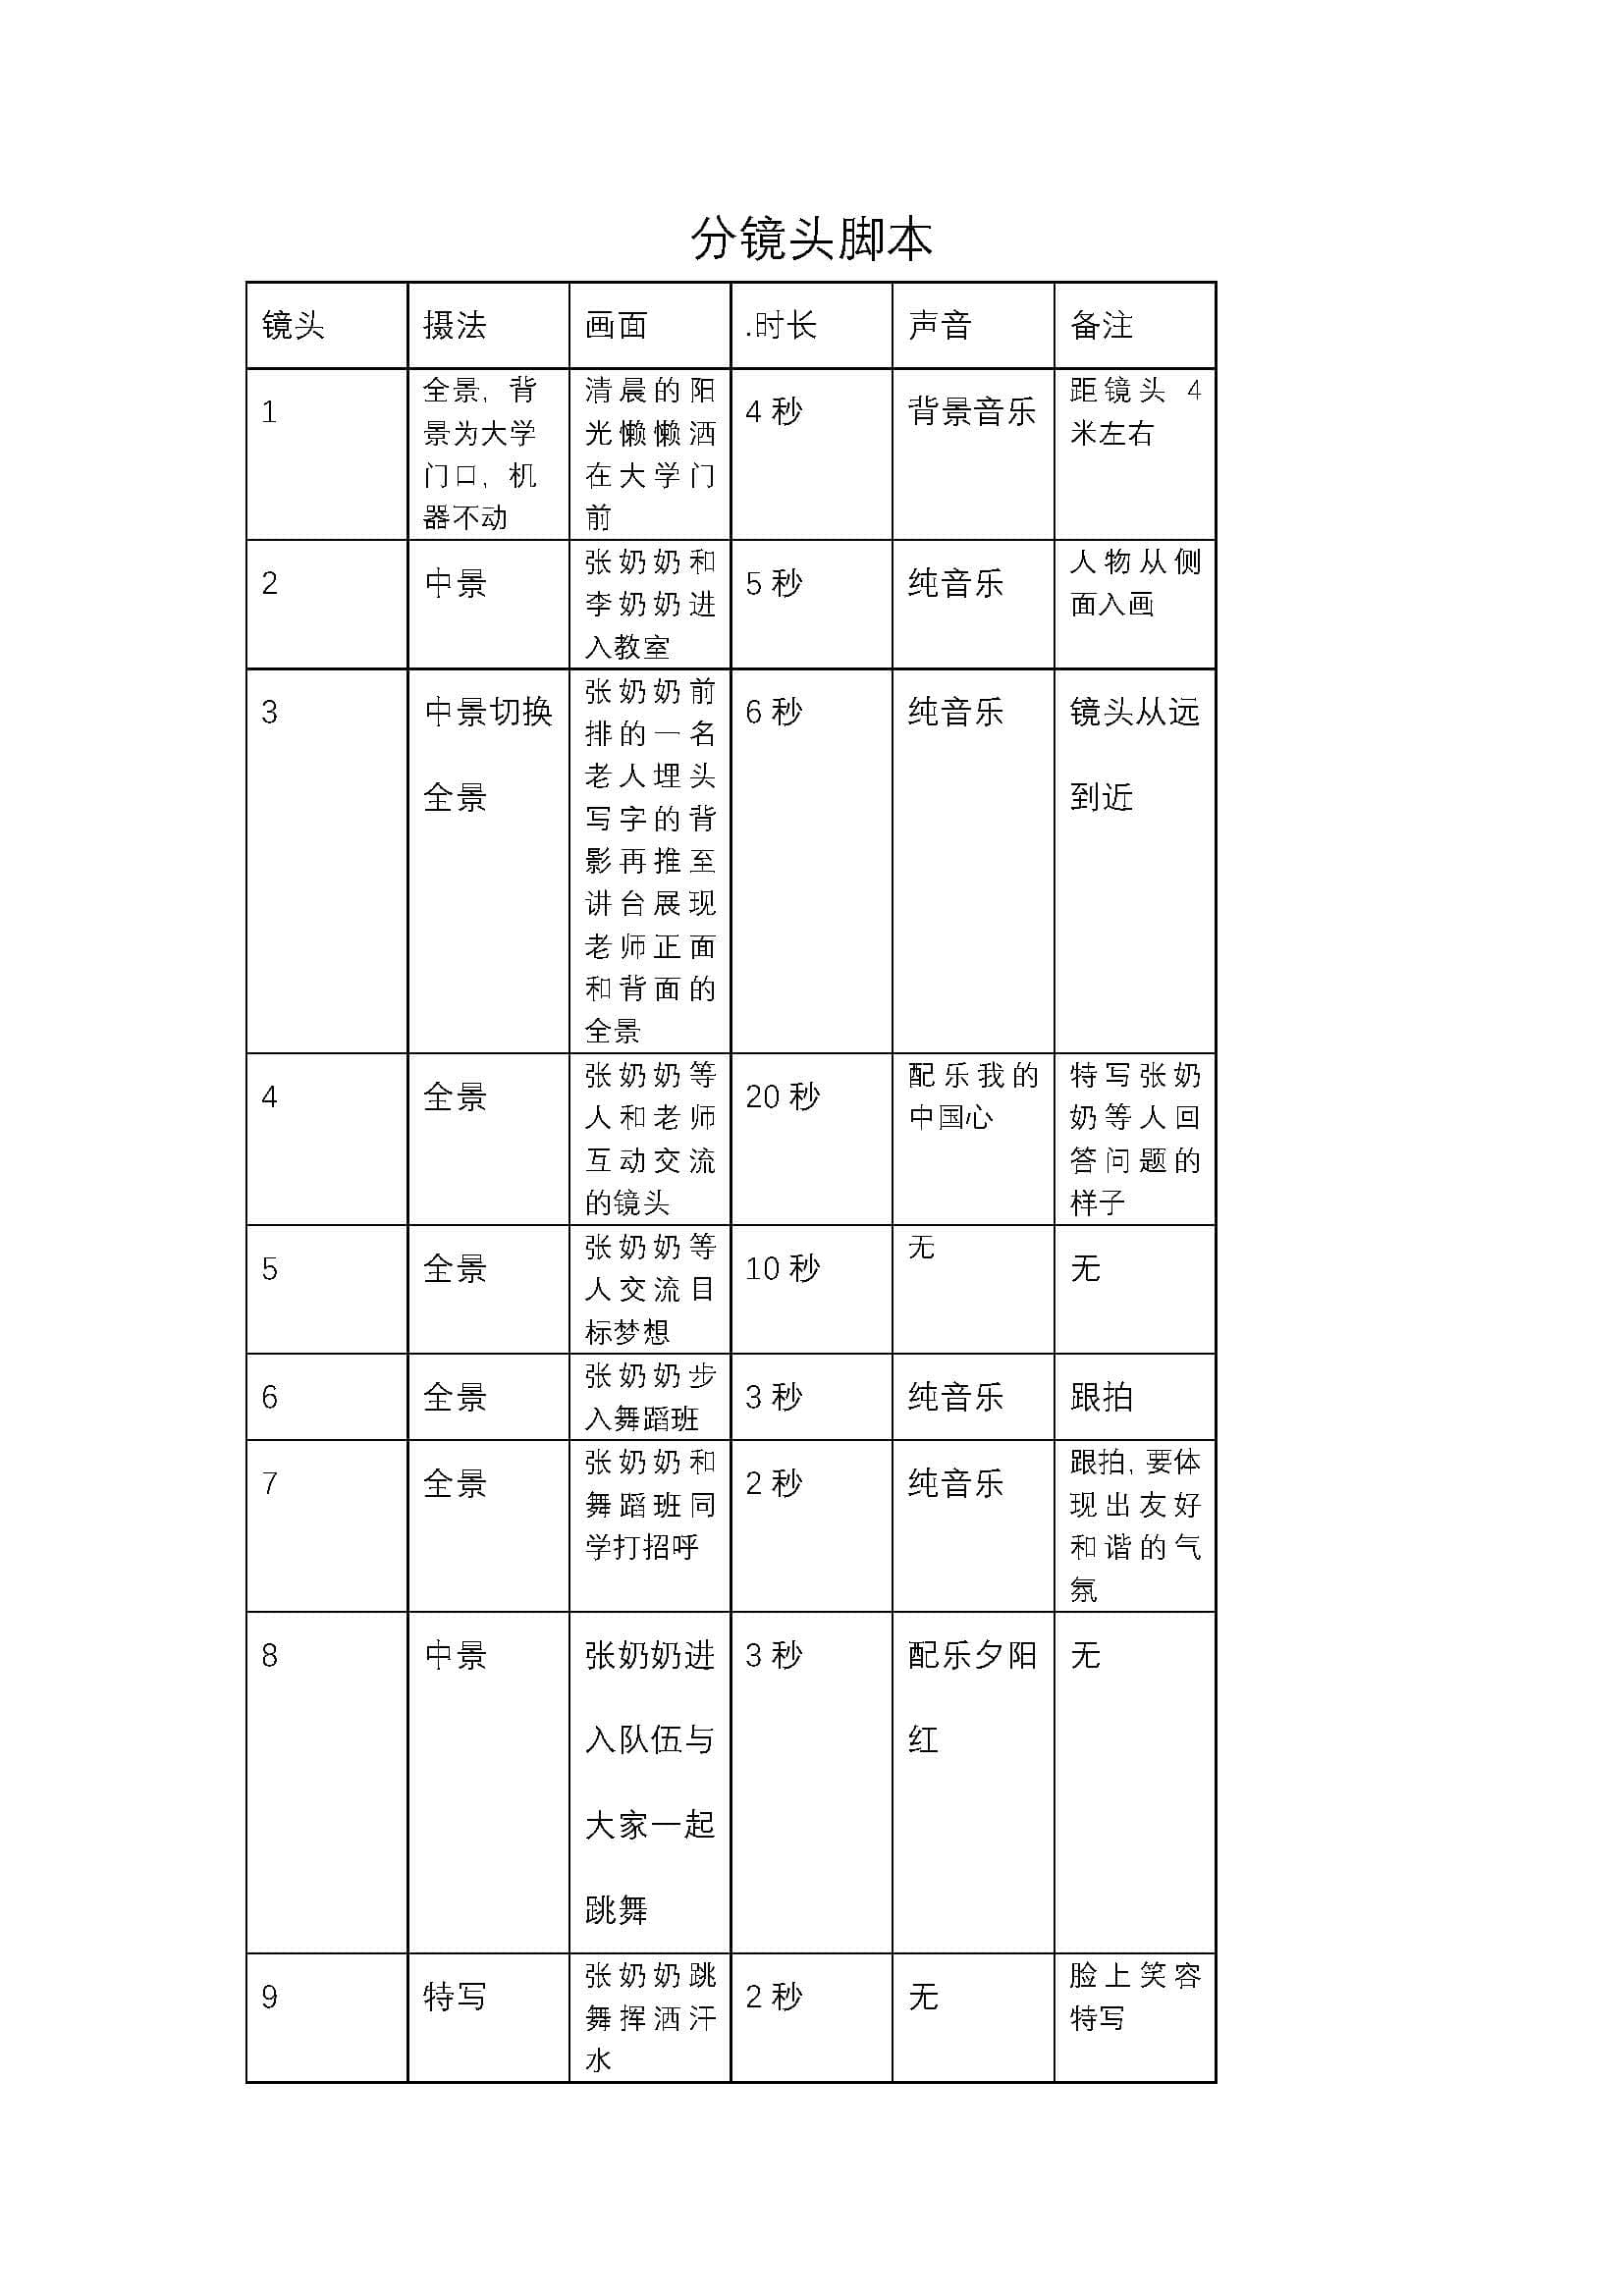 分镜头脚本
镜头 摄法 画面 .时长 声音 备注
1
全景，背
景为大学
门口，机
器不动
清晨的阳
光懒懒洒
在大学门
前
4 秒
背景音乐
距镜头 4
米左右
2
中景
张奶奶和
李奶奶进
入教室
5 秒
纯音乐
人物从侧
面入画
3
中景切换
全景
张奶奶前
排的一名
老人埋头
写字的背
影再推至
讲台展现
老师正面
和背面的
全景
6 秒
纯音乐
镜头从远
到近
4
全景
张奶奶等
人和老师
互动交流
的镜头
20 秒
配乐我的
中国心
特写张奶
奶等人回
答问题的
样子
5
全景
张奶奶等
人交流目
标梦想
10 秒
无
无
6
全景
张奶奶步
入舞蹈班
3 秒
纯音乐
跟拍
7
全景
张奶奶和
舞蹈班同
学打招呼
2 秒
纯音乐
跟拍，要体
现出友好
和谐的气
氛
8
中景
张奶奶进
入队伍与
大家一起
跳舞
3 秒
配乐夕阳
红
无
9
特写
张奶奶跳
舞挥洒汗
水
2 秒
无
脸上笑容
特写